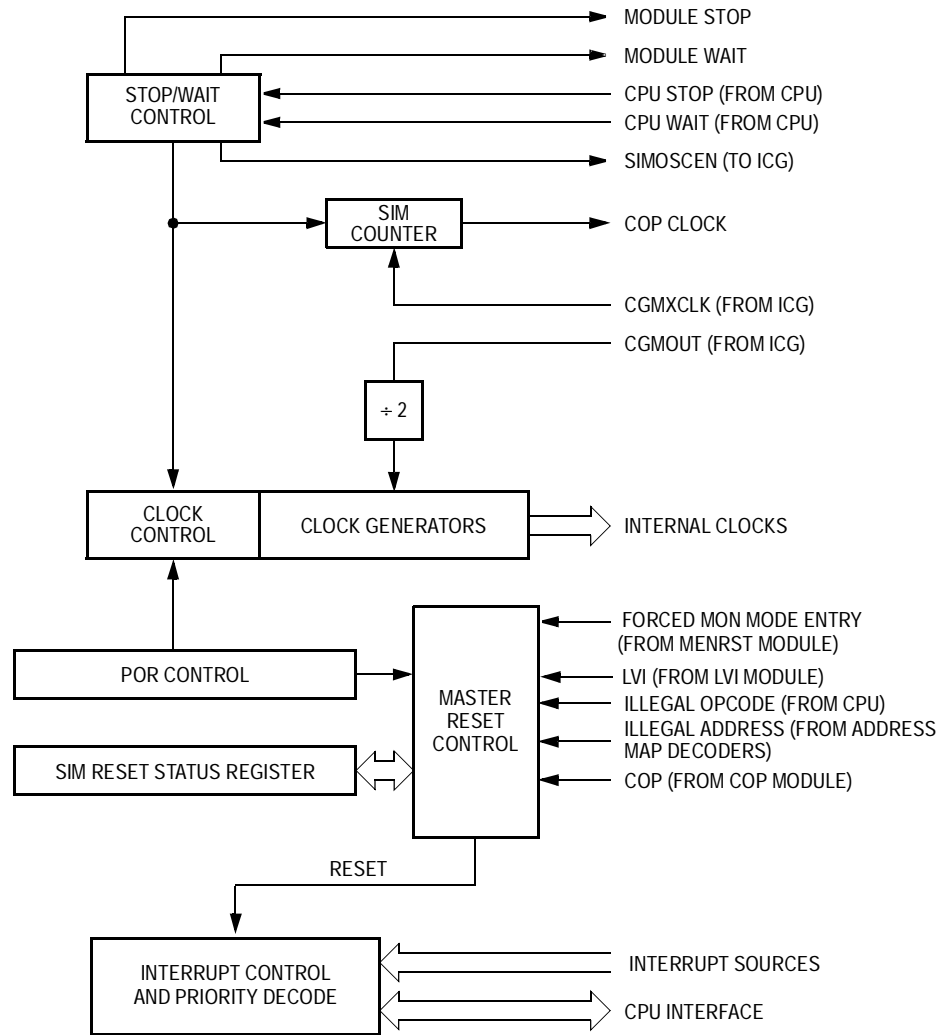 MODULE STOP
MODULE WAIT
STOP/WAIT
CONTROL
CPU STOP (FROM CPU)
CPU WAIT (FROM CPU)
SIMOSCEN (TO ICG)
SIM
COUNTER
COP CLOCK
CGMXCLK (FROM ICG)
CGMOUT (FROM ICG)
÷ 2
CLOCK
CONTROL
CLOCK GENERATORS
INTERNAL CLOCKS
FORCED MON MODE ENTRY
(FROM MENRST MODULE)
POR CONTROL
LVI (FROM LVI MODULE)
MASTER
RESET
CONTROL
ILLEGAL OPCODE (FROM CPU)
ILLEGAL ADDRESS (FROM ADDRESS
MAP DECODERS)
SIM RESET STATUS REGISTER
COP (FROM COP MODULE)
RESET
INTERRUPT CONTROL
AND PRIORITY DECODE
INTERRUPT SOURCES
CPU INTERFACE